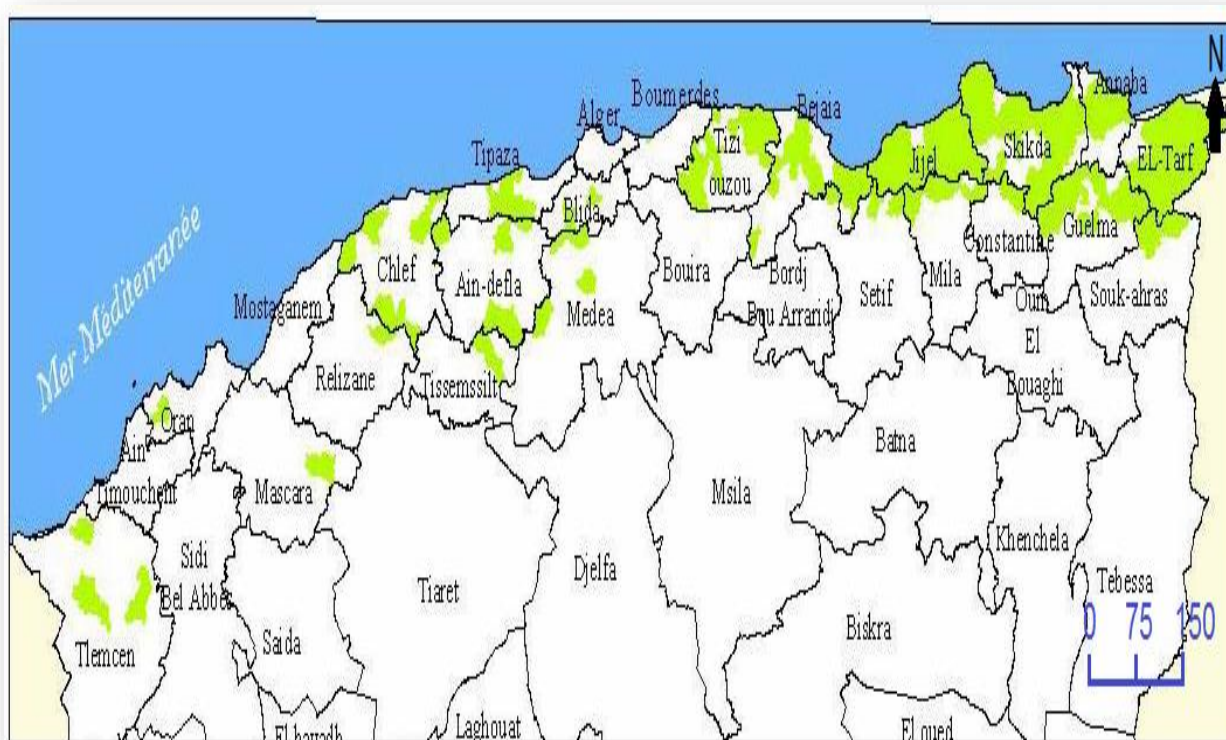 N
Annaba
Boumerdes
Bejaia
Alger
Tizi
ouzou
Tipaza
Jijel
Skikda
EL-Tarf
Blida
Guelma
Constantine
Mer Méditerranée
Chlef
Ain-defla
Bouira
Bordj
Bou Arraridj
Setif
Mila
Oum
El
Bouaghi
Souk-ahras
Mostaganem
Medea
Relizane
Tissemssilt
Oran
Ain
Timouchent
Mascara
Batna
Msila
Khenchela
Sidi
Bel Abbes
Tiaret
Djelfa
Tebessa
0 75 150
Biskra
Saida
Tlemcen
El bayadh
Laghouat
El oued